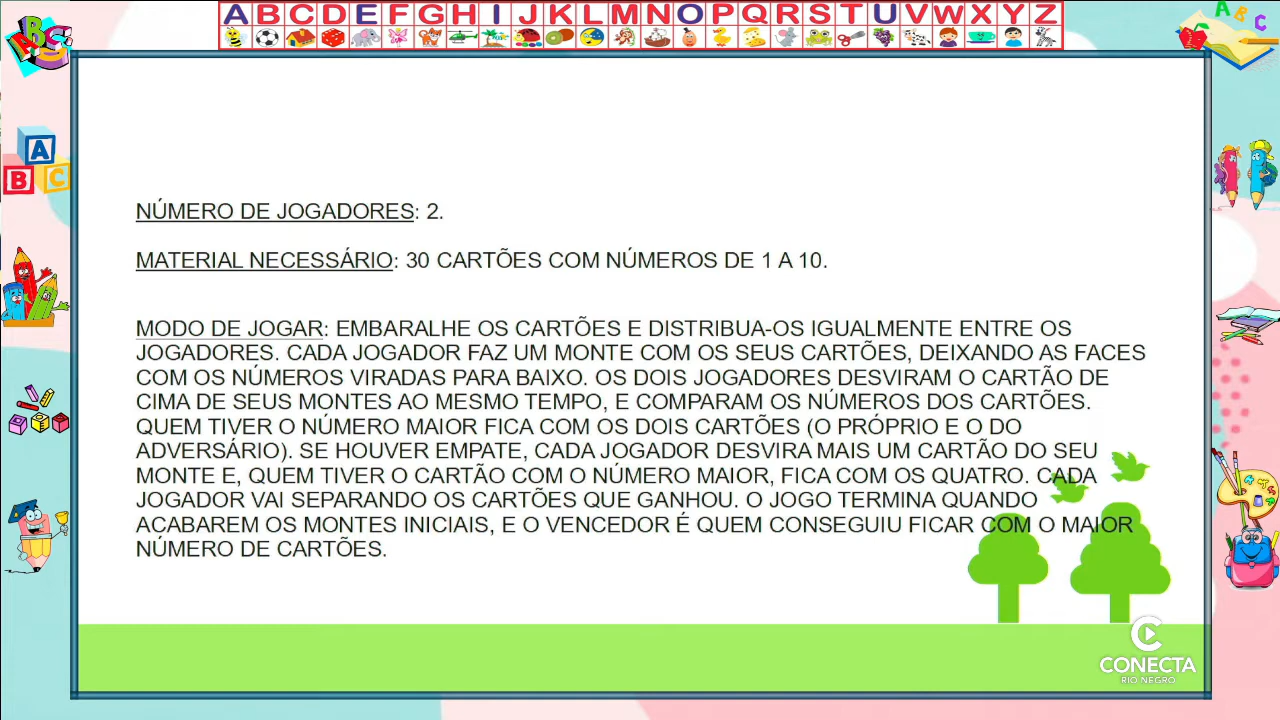 A B C D E F G H I J K L M N O P Q R S T U V W X Y Z
A B C
ABC
A
B C
NÚMERO DE JOGADORES: 2.
MATERIAL NECESSÁRIO: 30 CARTÕES COM NÚMEROS DE 1 A 10.
MODO DE JOGAR: EMBARALHE OS CARTÕES E DISTRIBUA-OS IGUALMENTE ENTRE OS
JOGADORES. CADA JOGADOR FAZ UM MONTE COM OS SEUS CARTÕES, DEIXANDO AS FACES
COM OS NÚMEROS VIRADAS PARA BAIXO. OS DOIS JOGADORES DESVIRAM O CARTÃO DE
CIMA DE SEUS MONTES AO MESMO TEMPO, E COMPARAM OS NÚMEROS DOS CARTÕES.
QUEM TIVER O NÚMERO MAIOR FICA COM OS DOIS CARTÕES (O PRÓPRIO E O DO
ADVERSÁRIO). SE HOUVER EMPATE, CADA JOGADOR DESVIRA MAIS UM CARTÃO DO SEU
MONTE E, QUEM TIVER O CARTÃO COM O NÚMERO MAIOR, FICA COM OS QUATRO. CADA
JOGADOR VAI SEPARANDO OS CARTÕES QUE GANHOU. O JOGO TERMINA QUANDO
ACABAREM OS MONTES INICIAIS, E O VENCEDOR É QUEM CONSEGUIU FICAR COM O MAIOR
NÚMERO DE CARTÕES.
CONECTA
RIO NEGRO